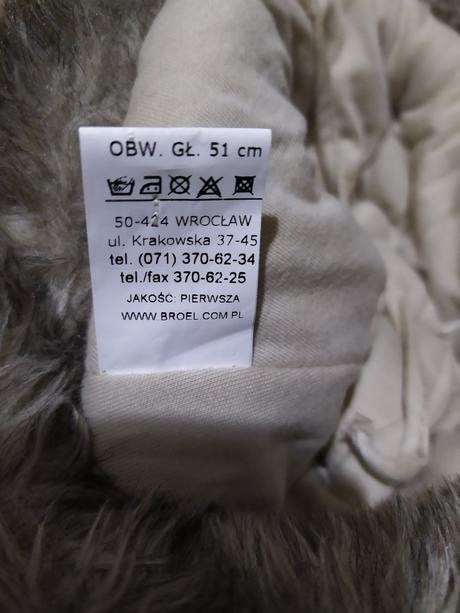 OBW. GŁ. 51 cm
50-424 WROCŁAW
ul. Krakowska 37-45
tel. (071) 370-62-34
tel./fax 370-62-25
JAKOŚĆ: PIERWSZA
WWW.BROEL.COM.PL